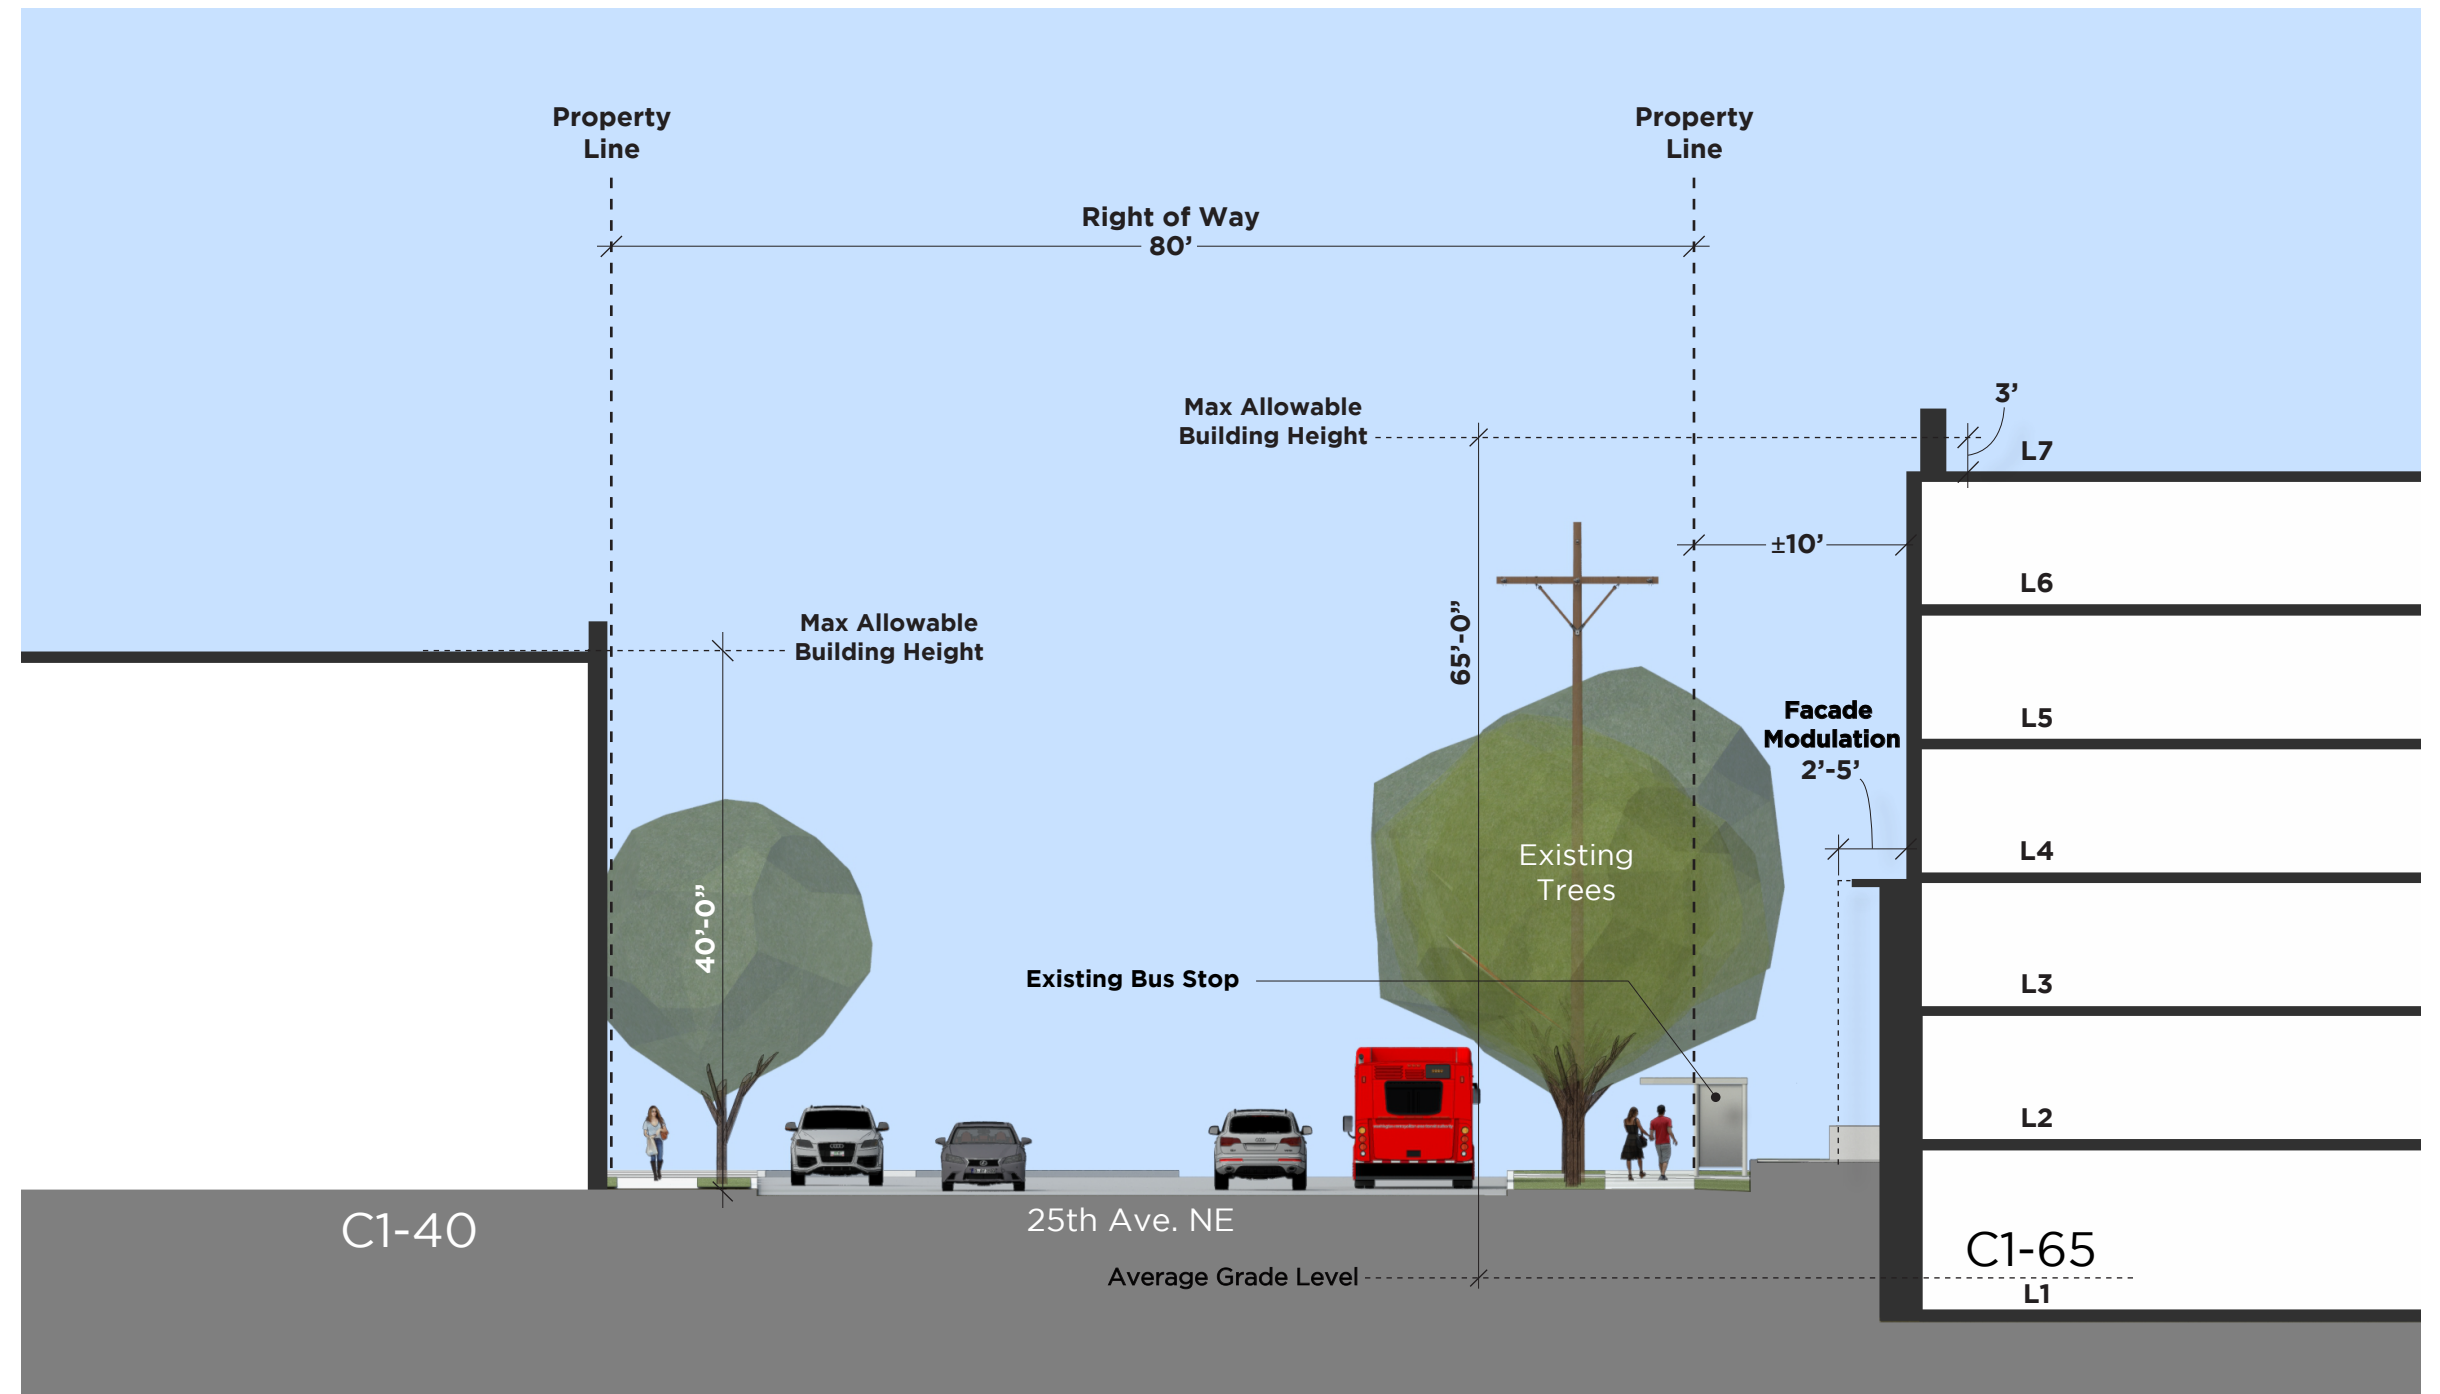 Property
Line
Property
Line
Right of Way
80’
3’
Max Allowable
Building Height
L7
±10’
L6
65’-0”
Max Allowable
Building Height
Facade
Modulation
2’-5’
L5
Existing
Trees
L4
40’-0”
Existing Bus Stop
L3
L2
C1-40
25th Ave. NE
C1-65
Average Grade Level
L1